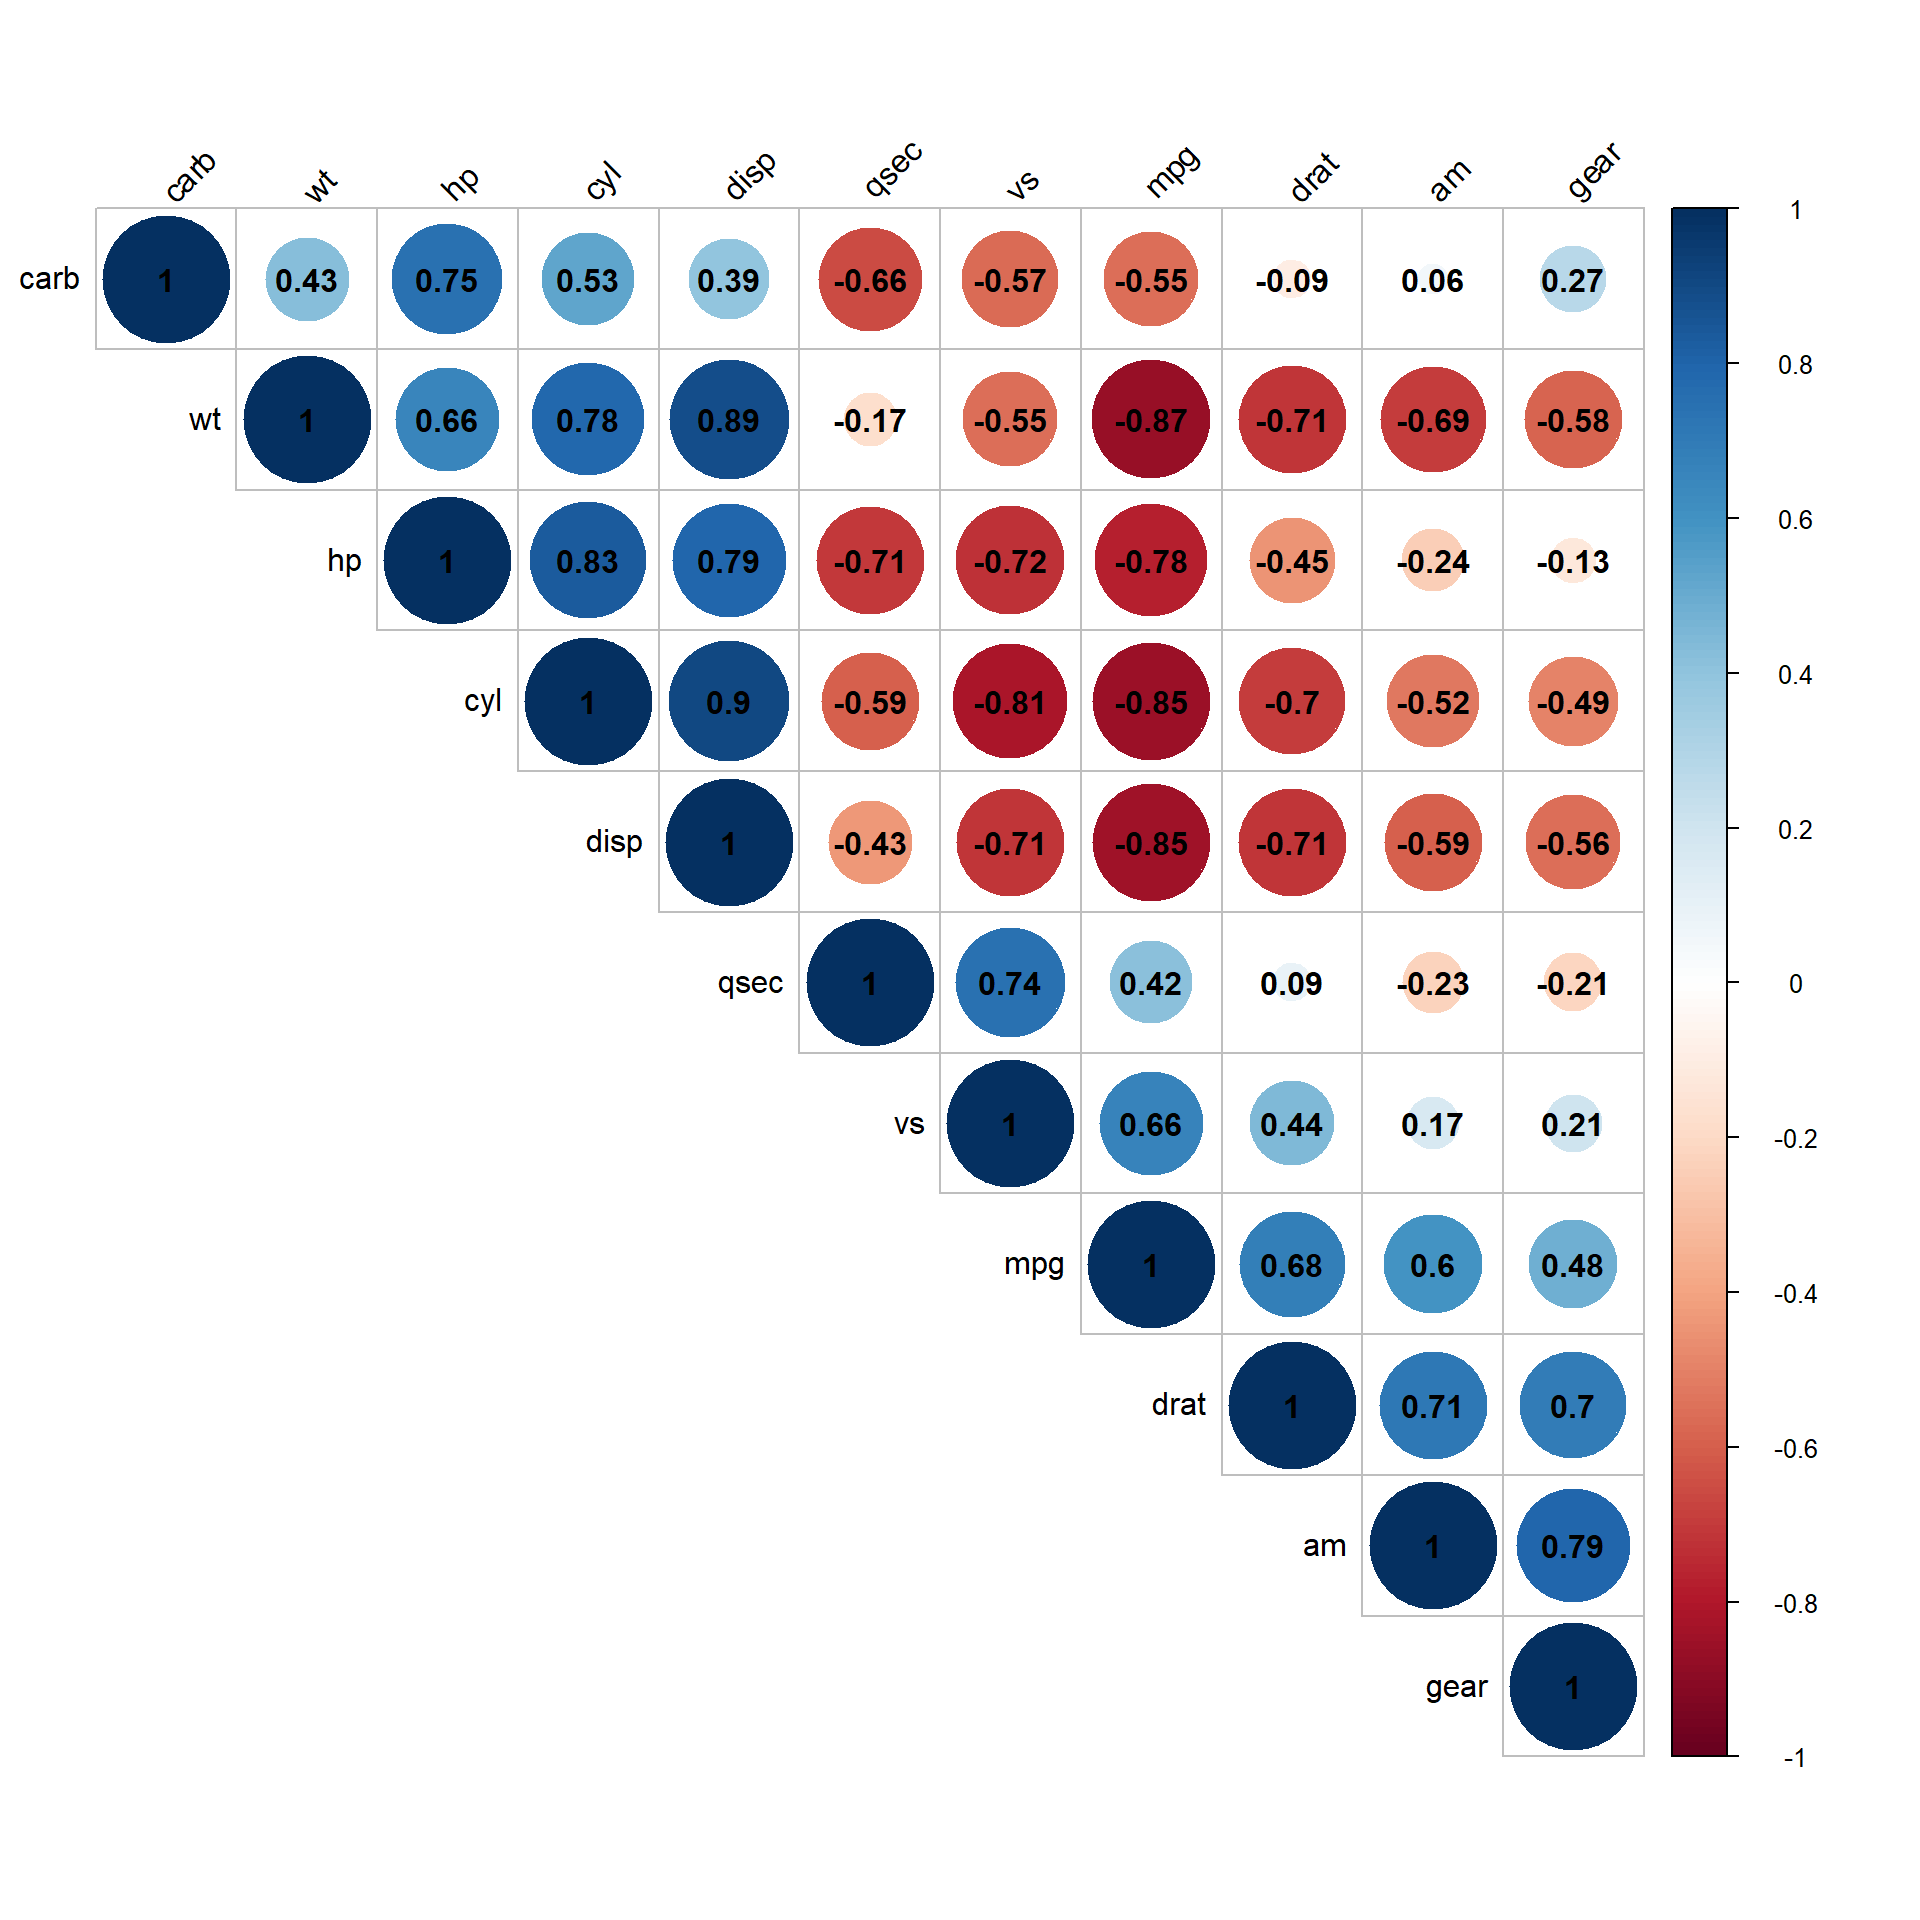 carb wt hp cyl disp qsec vs mpg drat am gear
1
carb 1 0.43 0.75 0.53 0.39 -0.66 -0.57 -0.55 -0.09 0.06 0.27
0.8
wt 1 0.66 0.78 0.89 -0.17 -0.55 -0.87 -0.71 -0.69 -0.58
0.6
hp 1 0.83 0.79 -0.71 -0.72 -0.78 -0.45 -0.24 -0.13
0.4
cyl 1 0.9 -0.59 -0.81 -0.85 -0.7 -0.52 -0.49
0.2
disp 1 -0.43 -0.71 -0.85 -0.71 -0.59 -0.56
qsec 1 0.74 0.42 0.09 -0.23 -0.21 0
vs 1 0.66 0.44 0.17 0.21
-0.2
mpg 1 0.68 0.6 0.48
-0.4
drat 1 0.71 0.7
-0.6
am 1 0.79
-0.8
gear 1
-1